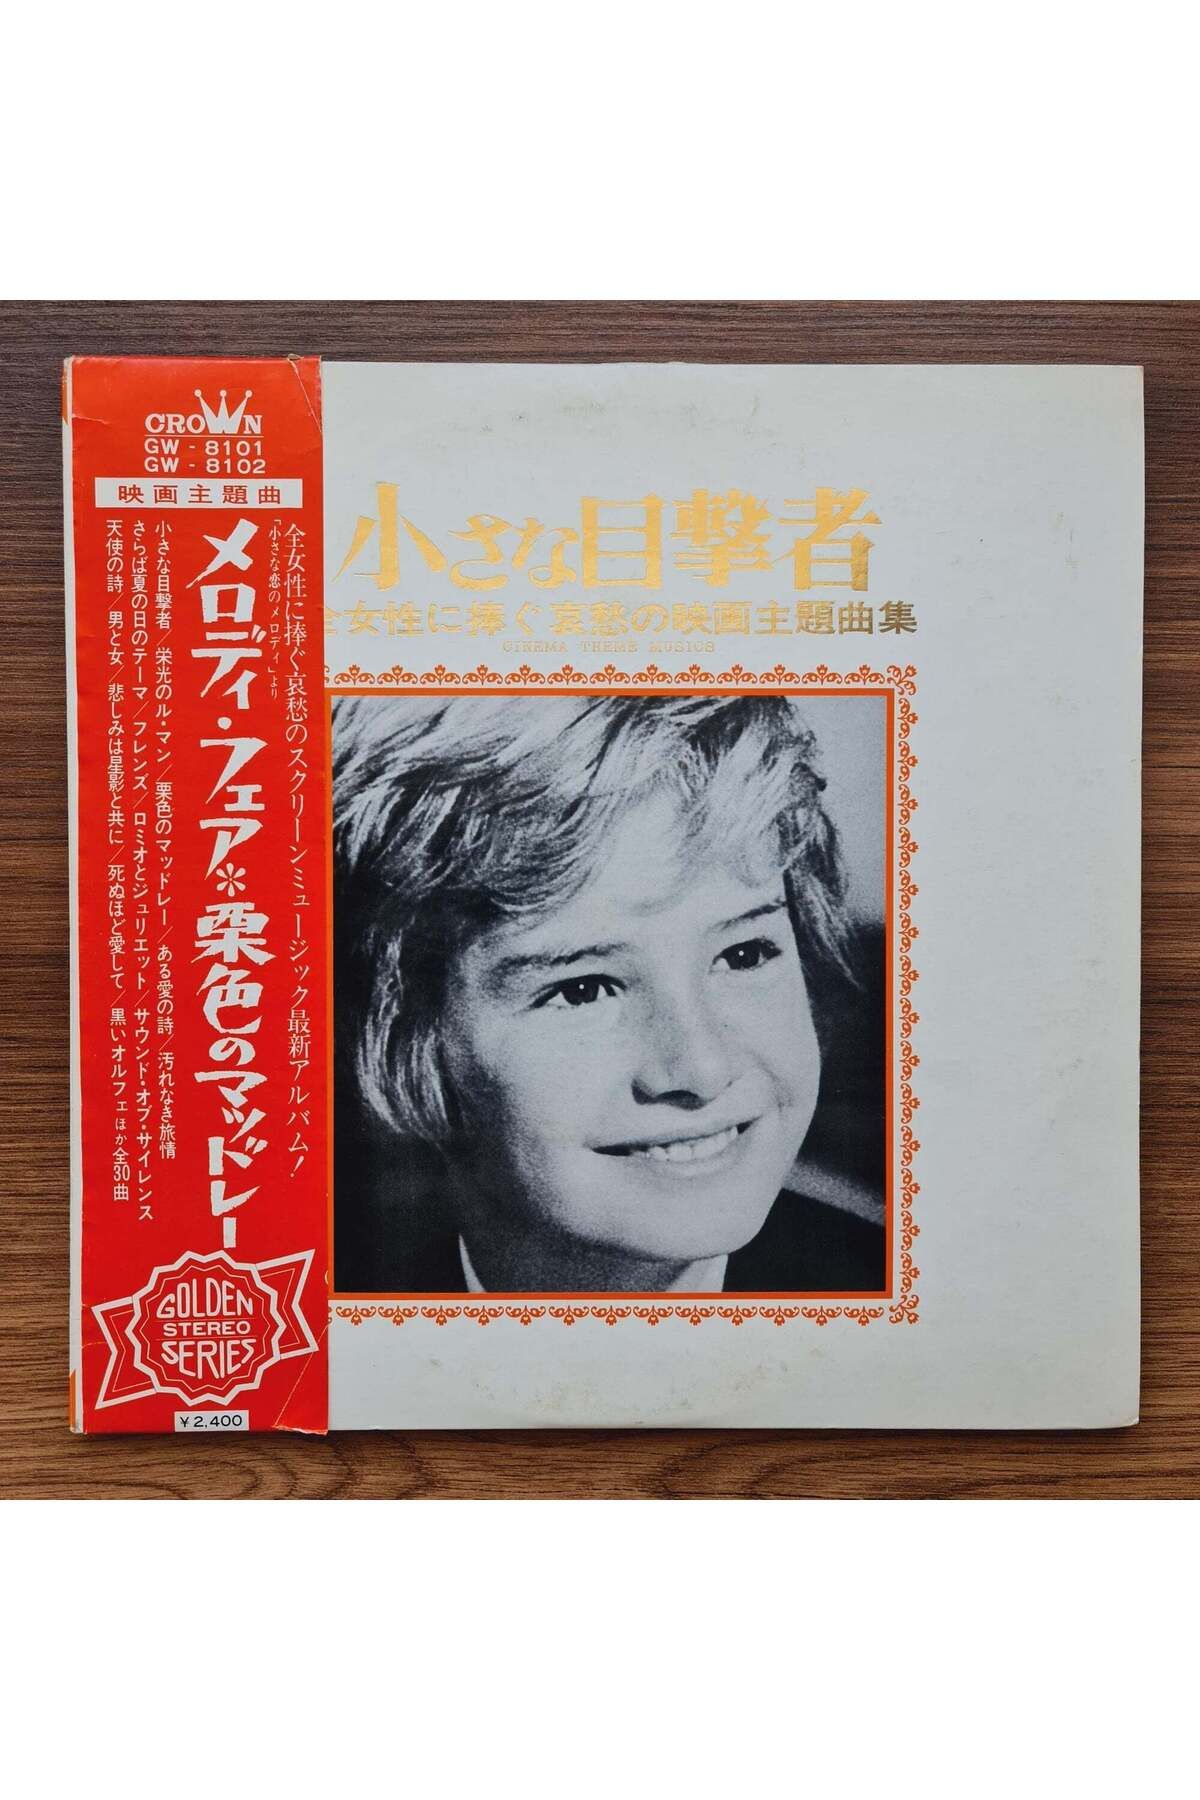 CROWN
GW - 8101
GW - 8102
映画主題曲
全女性に捧ぐ哀愁のスクリーンミュージック最新アルバム！
「小さな恋のメロディ」より
メロディ・フェア＊栗色のマッドレー
小さな目撃者／栄光のル・マン／栗色のマッドレー／ある愛の詩／汚れなき旅情
さらば夏の日のテーマ／フレンズ／ロミオとジュリエット／サウンド・オブ・サイレンス
天使の詩／男と女／悲しみは星影と共に／死ぬほど愛して／黒いオルフェほか全30曲
GOLDEN
STEREO
SERIES
¥2,400
小さな目撃者
全女性に捧ぐ哀愁の映画主題曲集
CINEMA THEME MUSICS